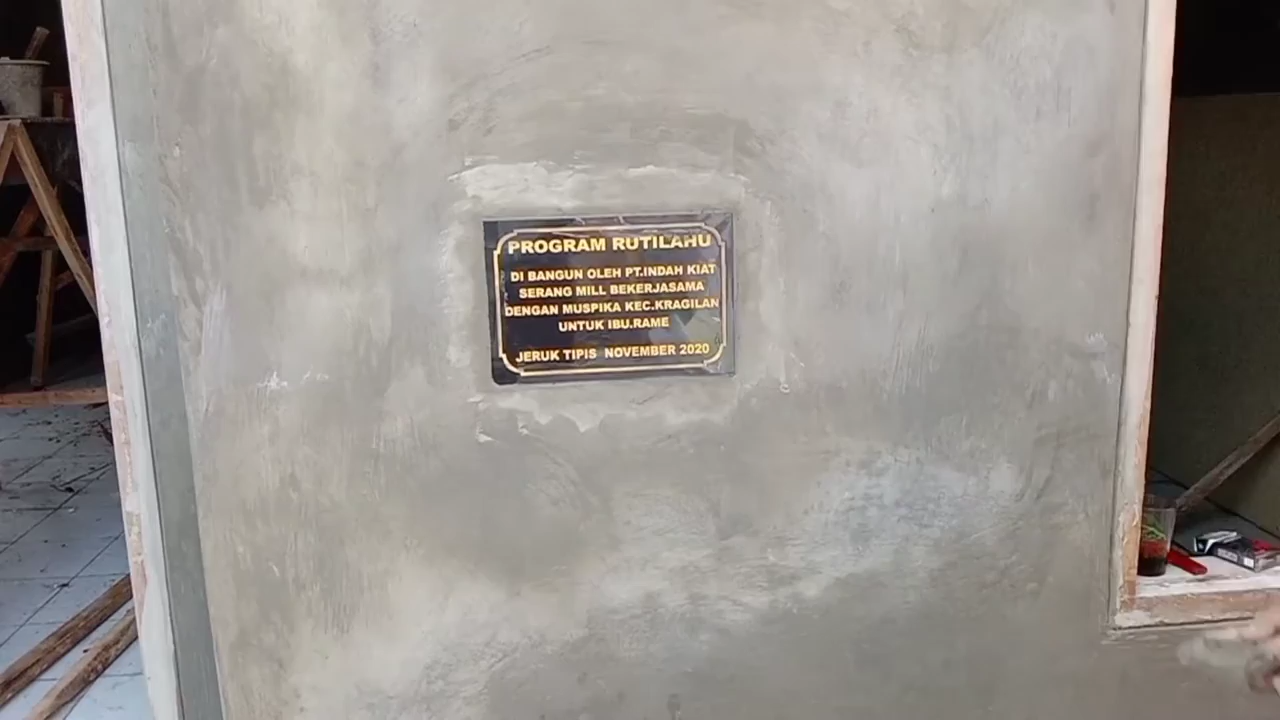 PROGRAM RUTILAHU
DI BANGUN OLEH PT.INDAH KIAT
SERANG MILL BEKERJASAMA
DENGAN MUSPIKA KEC.KRAGILAN
UNTUK IBU.RAME
JERUK TIPIS NOVEMBER 2020